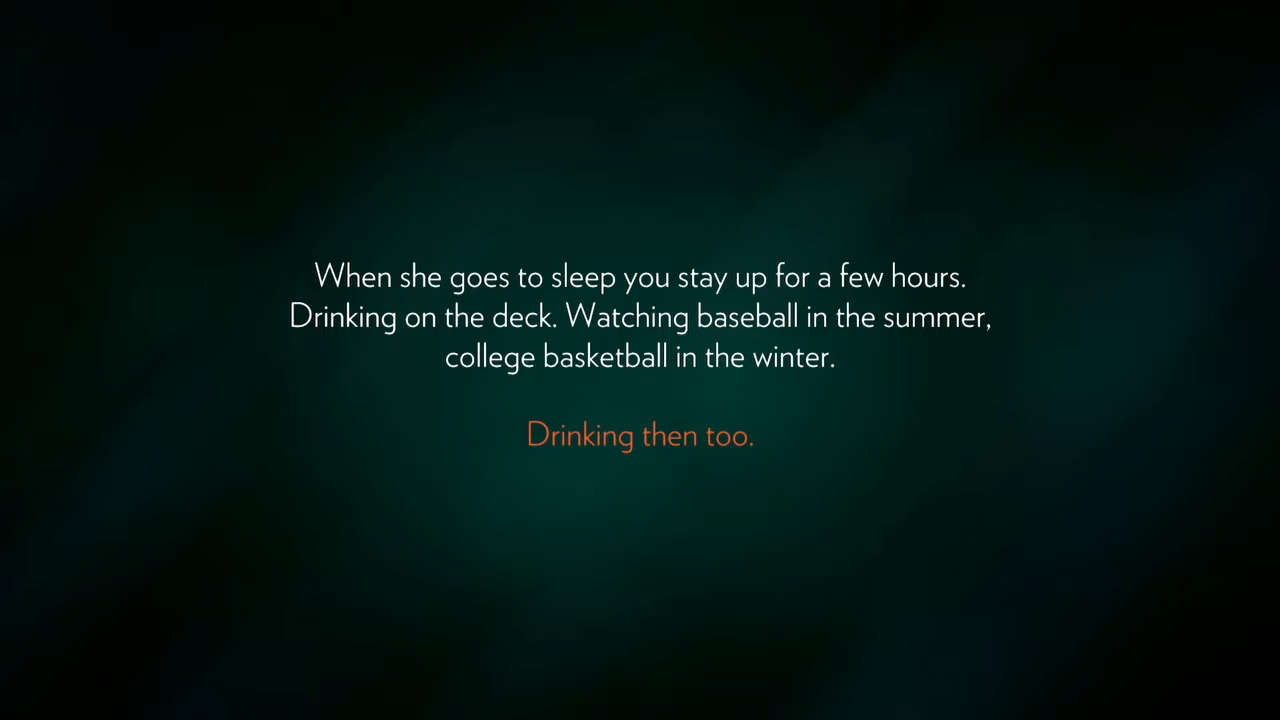 When she goes to sleep you stay up for a few hours.
Drinking on the deck. Watching baseball in the summer,
college basketball in the winter.
Drinking then too.